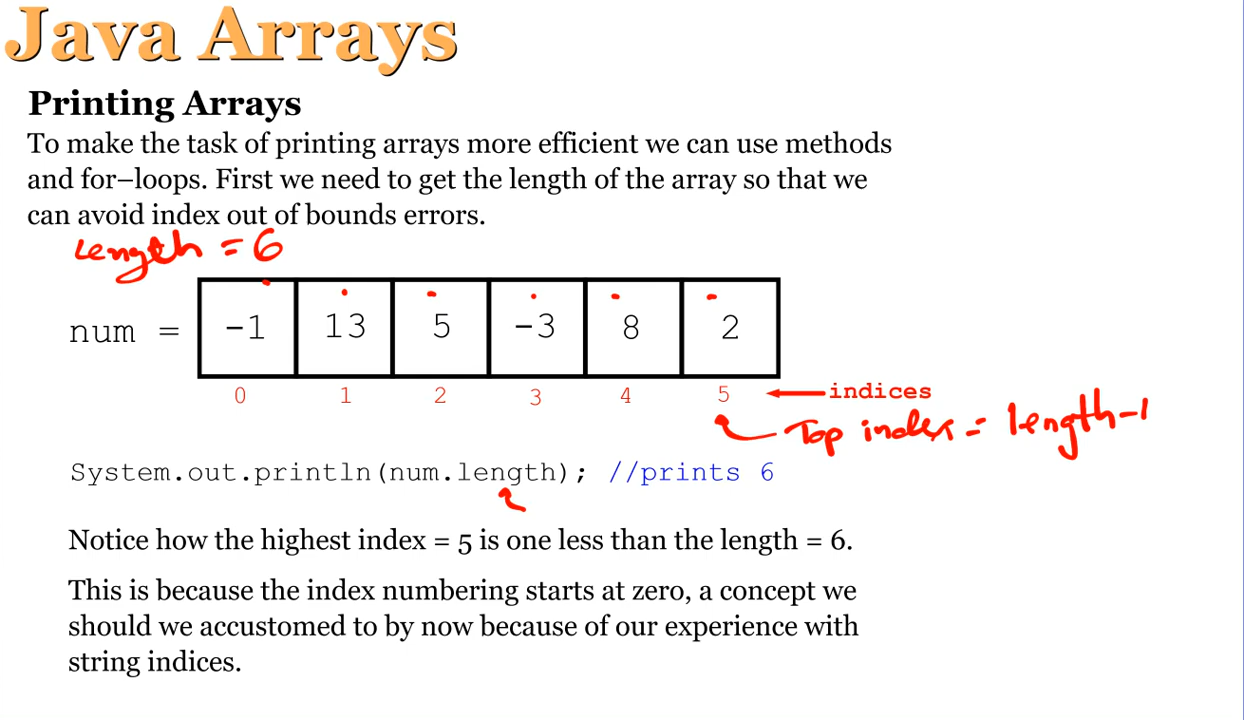 Java Arrays
Printing Arrays
To make the task of printing arrays more efficient we can use methods
and for–loops. First we need to get the length of the array so that we
can avoid index out of bounds errors.
Length = 6
num = -1 13 5 -3 8 2
0 1 2 3 4 5 indices
Top index = length-1
System.out.println(num.length); //prints 6
Notice how the highest index = 5 is one less than the length = 6.
This is because the index numbering starts at zero, a concept we
should we accustomed to by now because of our experience with
string indices.